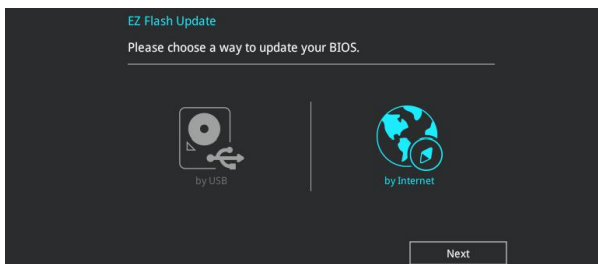 EZ Flash Update
Please choose a way to update your BIOS.
by USB
by Internet
Next